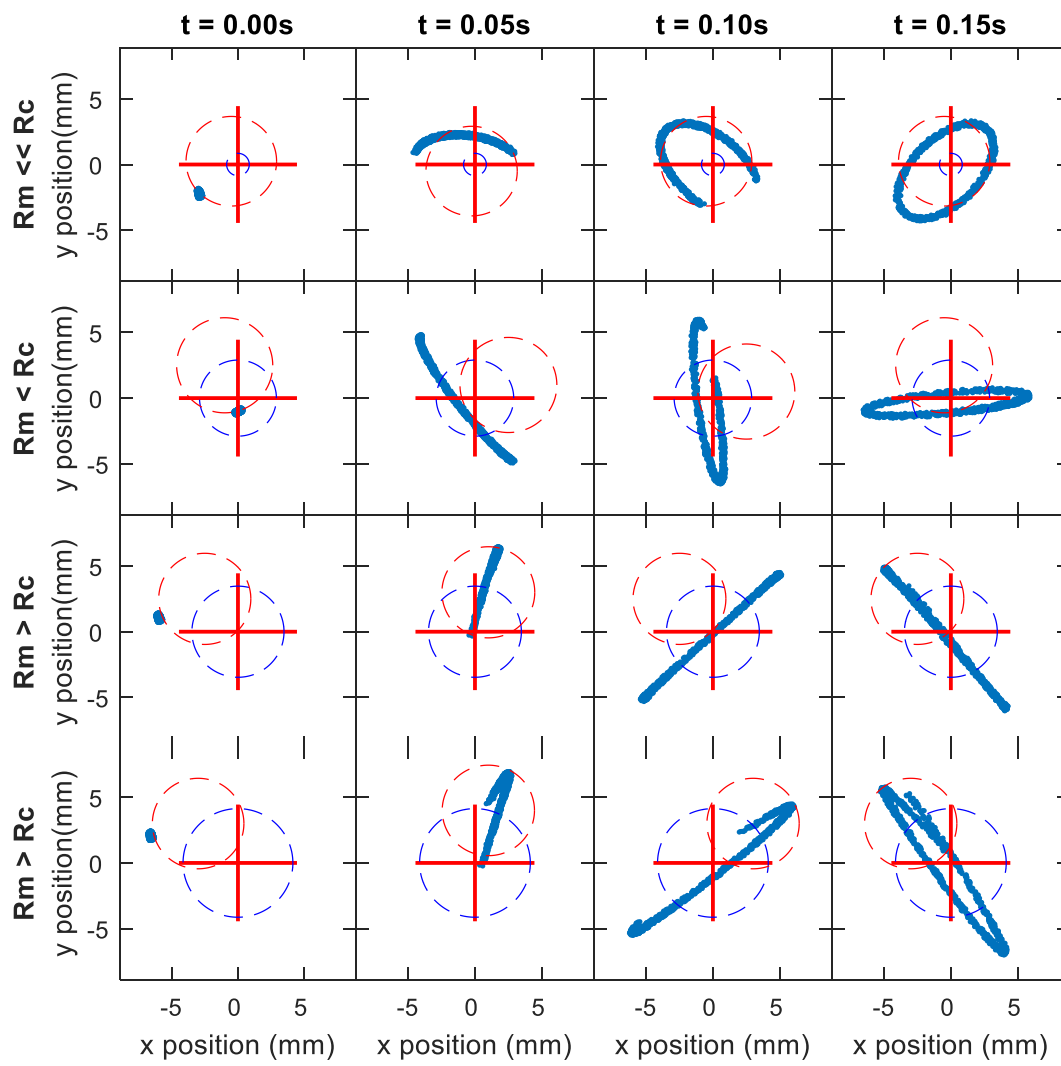 t = 0.00s t = 0.05s t = 0.10s t = 0.15s
Rm << Rc
y position(mm)
5
0
-5
Rm < Rc
y position(mm)
5
0
-5
Rm > Rc
y position(mm)
5
0
-5
Rm > Rc
y position(mm)
5
0
-5
-5 0 5 -5 0 5 -5 0 5 -5 0 5
x position (mm) x position (mm) x position (mm) x position (mm)